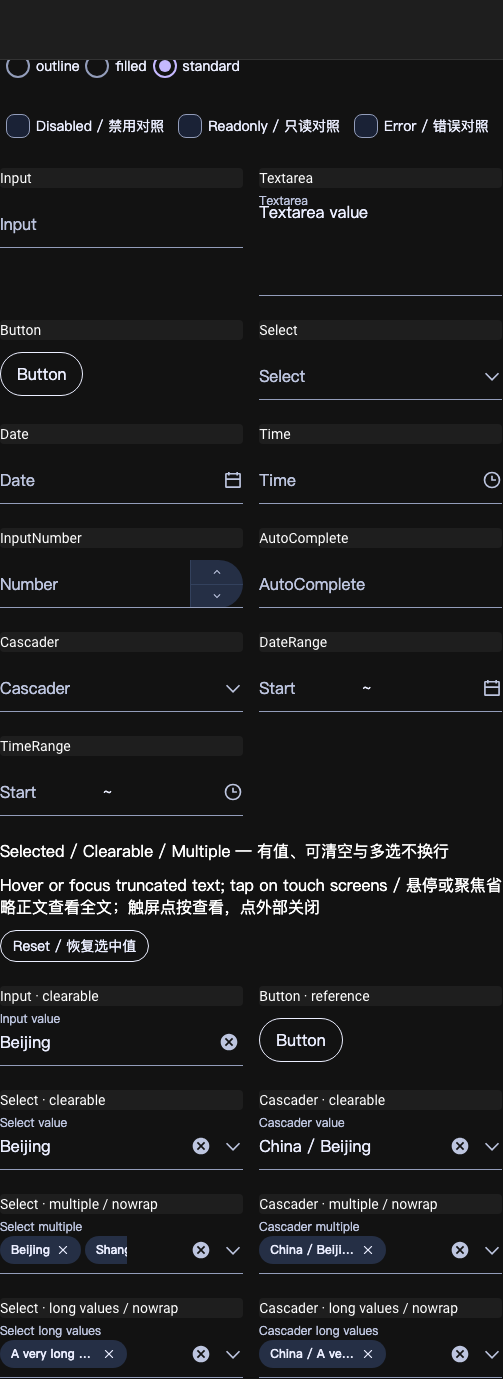 outline filled standard
Disabled / 禁用对照 Readonly / 只读对照 Error / 错误对照
Input Textarea
Textarea
Input Textarea value
Button Select
Button Select
Date Time
Date Time
InputNumber AutoComplete
Number AutoComplete
Cascader DateRange
Cascader Start ~
TimeRange
Start ~
Selected / Clearable / Multiple — 有值、可清空与多选不换行
Hover or focus truncated text; tap on touch screens / 悬停或聚焦省
略正文查看全文；触屏点按查看，点外部关闭
Reset / 恢复选中值
Input · clearable Button · reference
Input value
Beijing Button
Select · clearable Cascader · clearable
Select value Cascader value
Beijing China / Beijing
Select · multiple / nowrap Cascader · multiple / nowrap
Select multiple Cascader multiple
Beijing Shang China / Beiji...
Select · long values / nowrap Cascader · long values / nowrap
Select long values Cascader long values
A very long ... China / A ve...